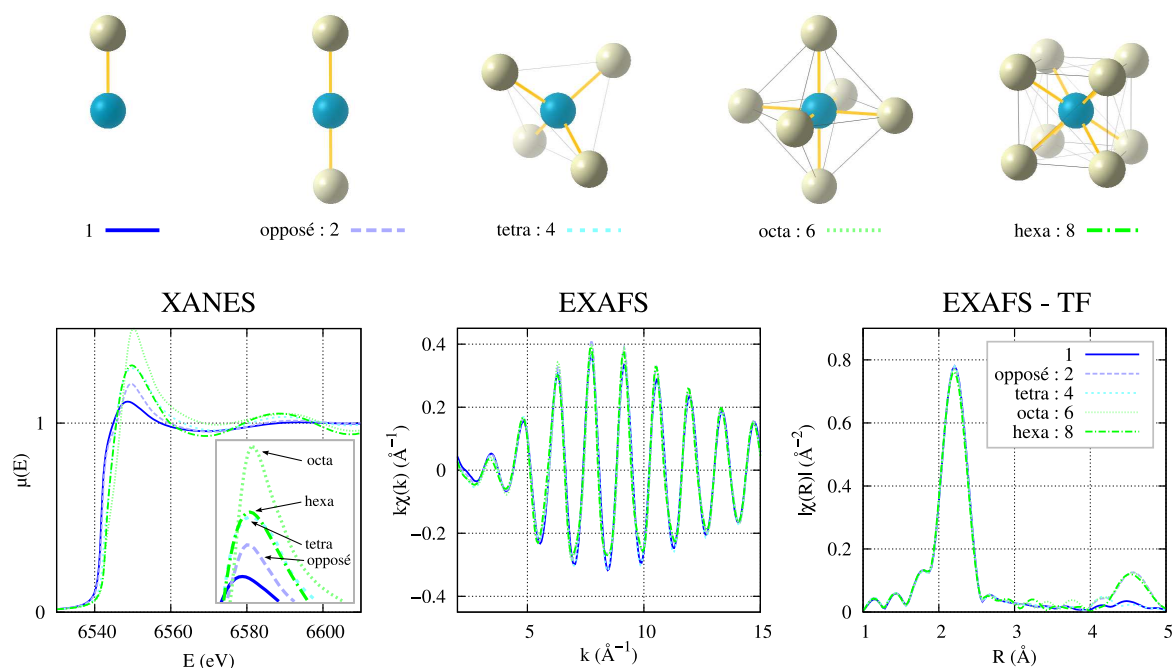 1
opposé : 2
tetra : 4
octa : 6
hexa : 8
XANES
μ(E)
1
0
6540
6560
6580
6600
E (eV)
octa
hexa
tetra
opposé
EXAFS
kχ(k) (Å⁻¹)
0.4
0.2
0
−0.2
−0.4
5
10
15
k (Å⁻¹)
EXAFS - TF
|χ(R)| (Å⁻²)
0.8
0.6
0.4
0.2
0
1
2
3
4
5
R (Å)
1
opposé : 2
tetra : 4
octa : 6
hexa : 8